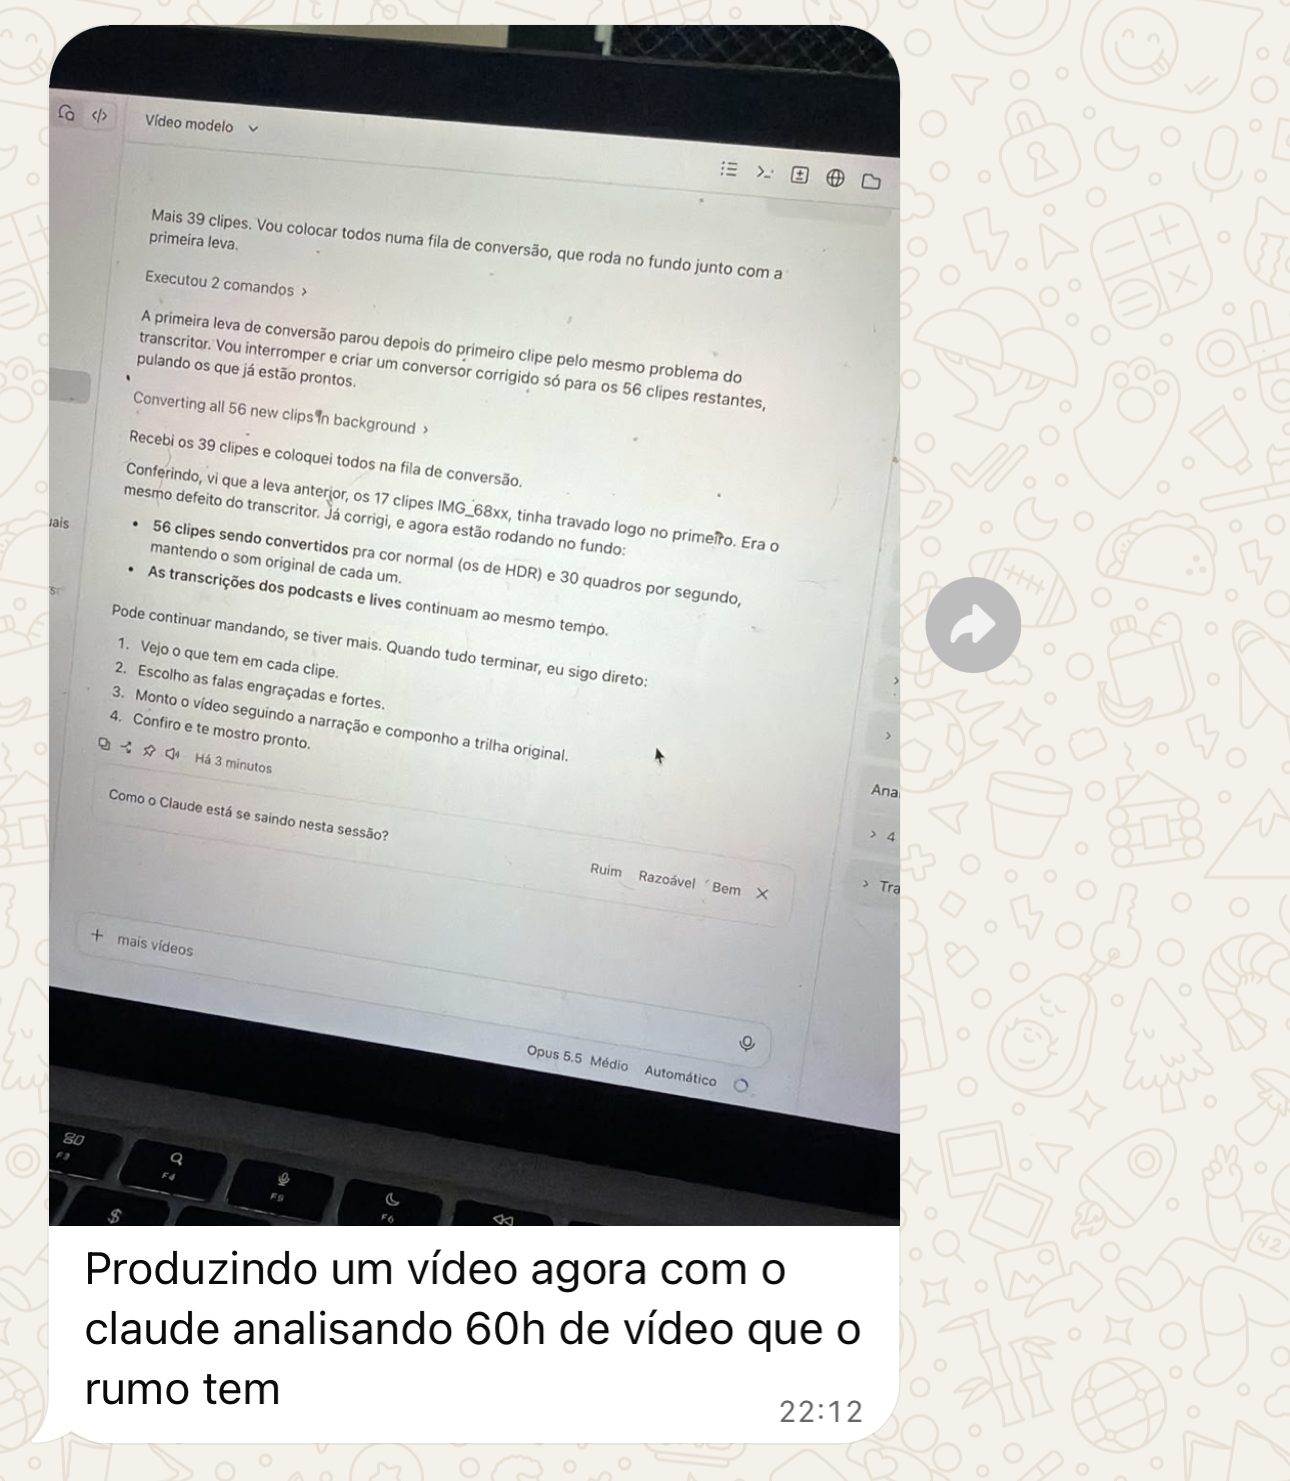 Vídeo modelo
Mais 39 clipes. Vou colocar todos numa fila de conversão, que roda no fundo junto com a
primeira leva.
Executou 2 comandos
A primeira leva de conversão parou depois do primeiro clipe pelo mesmo problema do
transcritor. Vou interromper e criar um conversor corrigido só para os 56 clipes restantes,
pulando os que já estão prontos.
Converting all 56 new clips in background
Recebi os 39 clipes e coloquei todos na fila de conversão.
Conferindo, vi que a leva anterior, os 17 clipes IMG_68xx, tinha travado logo no primeiro. Era o
mesmo defeito do transcritor. Já corrigi, e agora estão rodando no fundo:
• 56 clipes sendo convertidos pra cor normal (os de HDR) e 30 quadros por segundo,
mantendo o som original de cada um.
• As transcrições dos podcasts e lives continuam ao mesmo tempo.
Pode continuar mandando, se tiver mais. Quando tudo terminar, eu sigo direto:
1. Vejo o que tem em cada clipe.
2. Escolho as falas engraçadas e fortes.
3. Monto o vídeo seguindo a narração e componho a trilha original.
4. Confiro e te mostro pronto.
Há 3 minutos
Como o Claude está se saindo nesta sessão?
Ruim Razoável Bem
+ mais vídeos
Opus 5.5 Médio Automático
Ana
4
Tra
F3
F4
F5
F6
$
Produzindo um vídeo agora com o
claude analisando 60h de vídeo que o
rumo tem
22:12